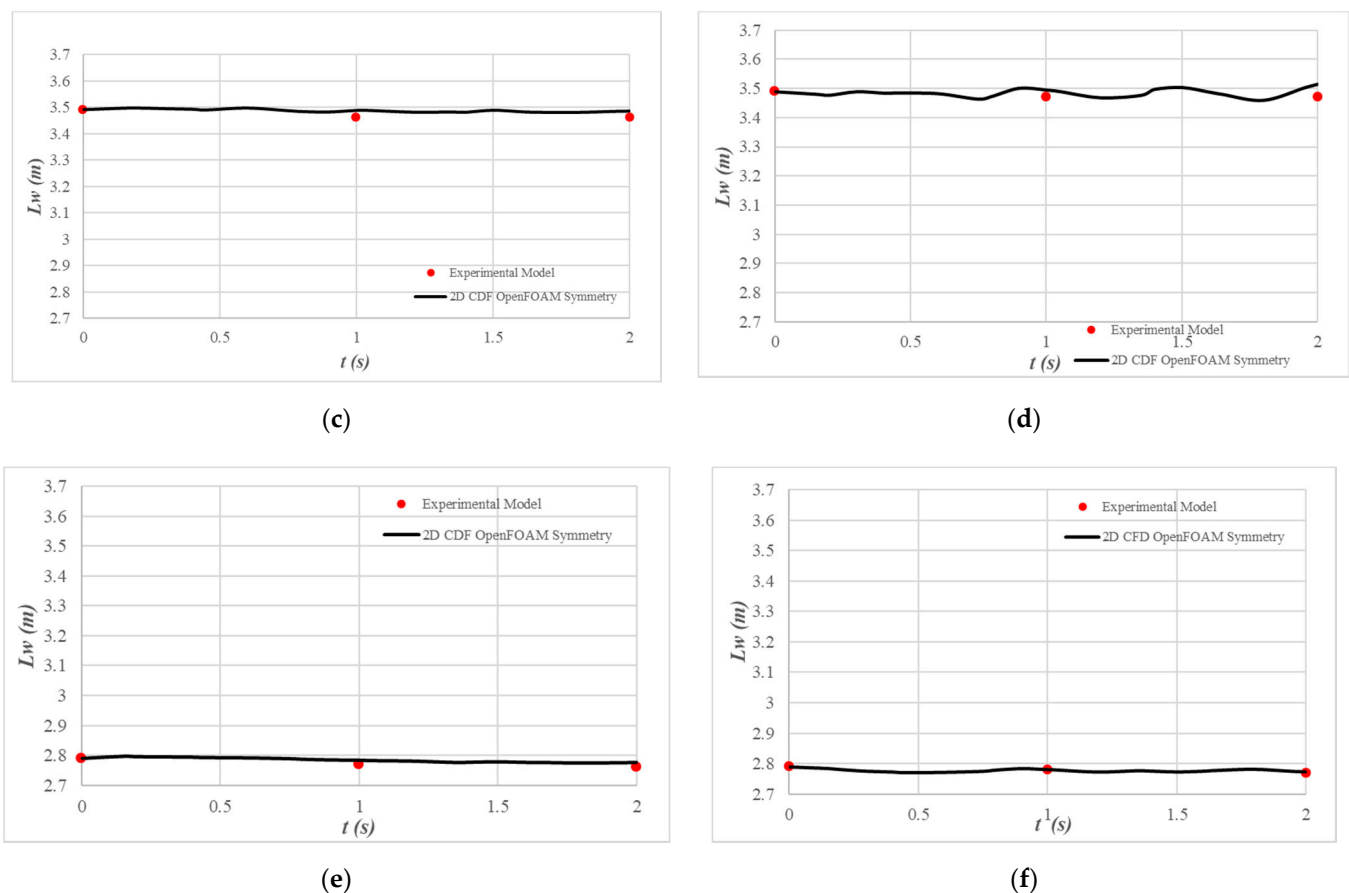 3.7
3.6
3.5
3.4
3.3
3.2
3.1
3
2.9
2.8
2.7
Lw (m)
Experimental Model
2D CDF OpenFOAM Symmetry
0 0.5 1 1.5 2
t (s)
(c)
3.7
3.6
3.5
3.4
3.3
3.2
3.1
3
2.9
2.8
2.7
Lw (m)
0 0.5 1 1.5 2
Experimental Model
t (s)
2D CDF OpenFOAM Symmetry
(d)
3.7
3.6
3.5
3.4
3.3
3.2
3.1
3
2.9
2.8
2.7
Lw (m)
Experimental Model
2D CDF OpenFOAM Symmetry
0 0.5 1 1.5 2
t (s)
(e)
3.7
3.6
3.5
3.4
3.3
3.2
3.1
3
2.9
2.8
2.7
Lw (m)
Experimental Model
2D CFD OpenFOAM Symmetry
0 0.5 1 1.5 2
t (s)
(f)